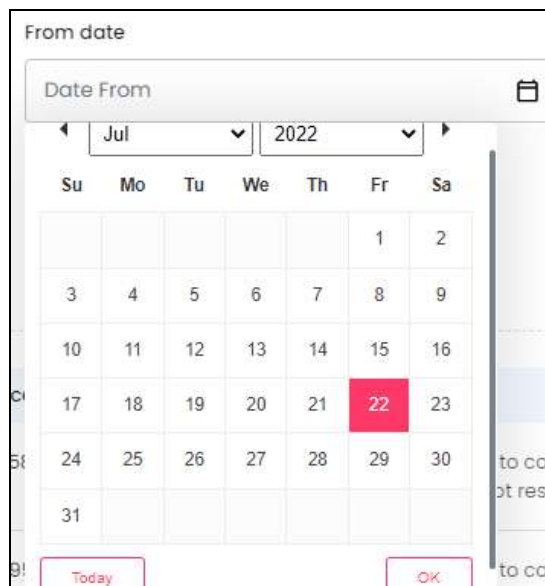 From date
Date From
Jul 2022
Su Mo Tu We Th Fr Sa
1 2
3 4 5 6 7 8 9
10 11 12 13 14 15 16
17 18 19 20 21 22 23
24 25 26 27 28 29 30
to co
31
Today OK
to co